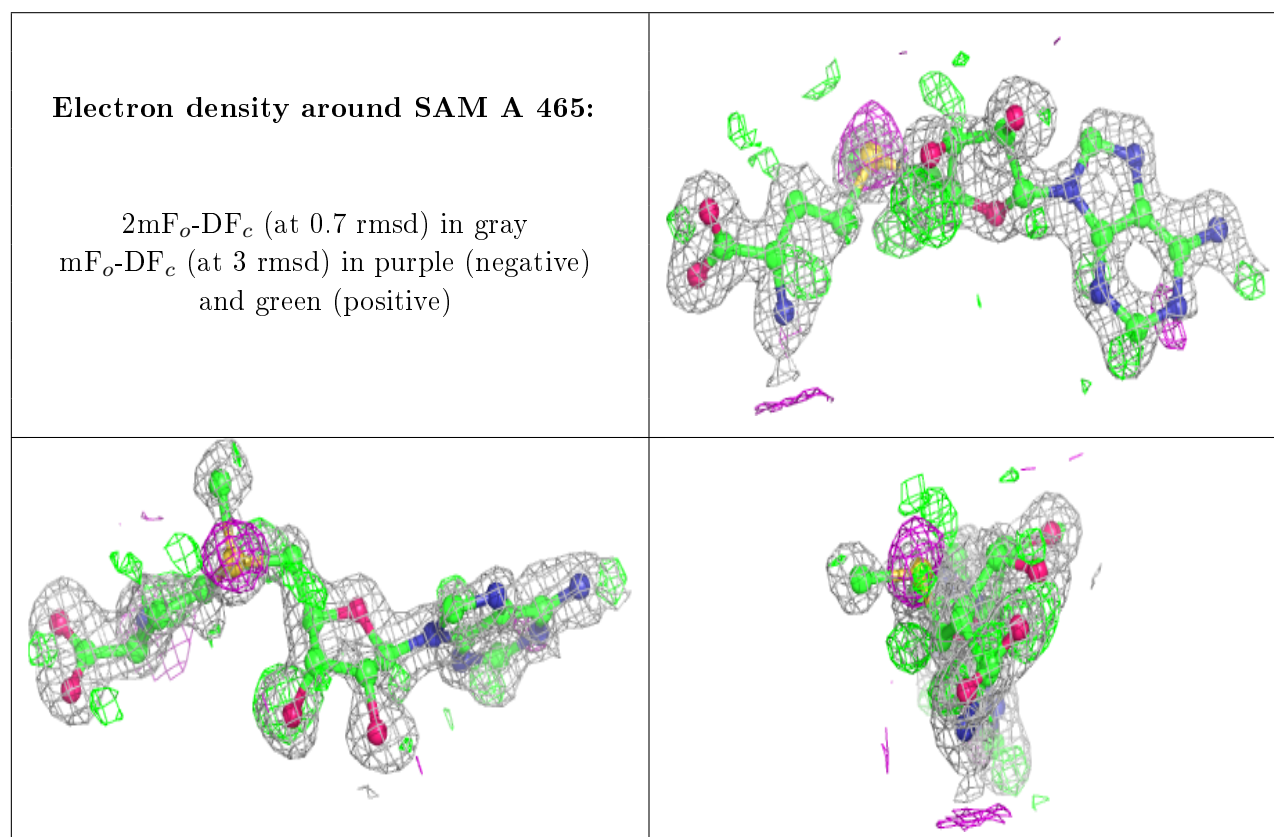 Electron density around SAM A 465:
2mFo-DFc (at 0.7 rmsd) in gray
mFo-DFc (at 3 rmsd) in purple (negative)
and green (positive)